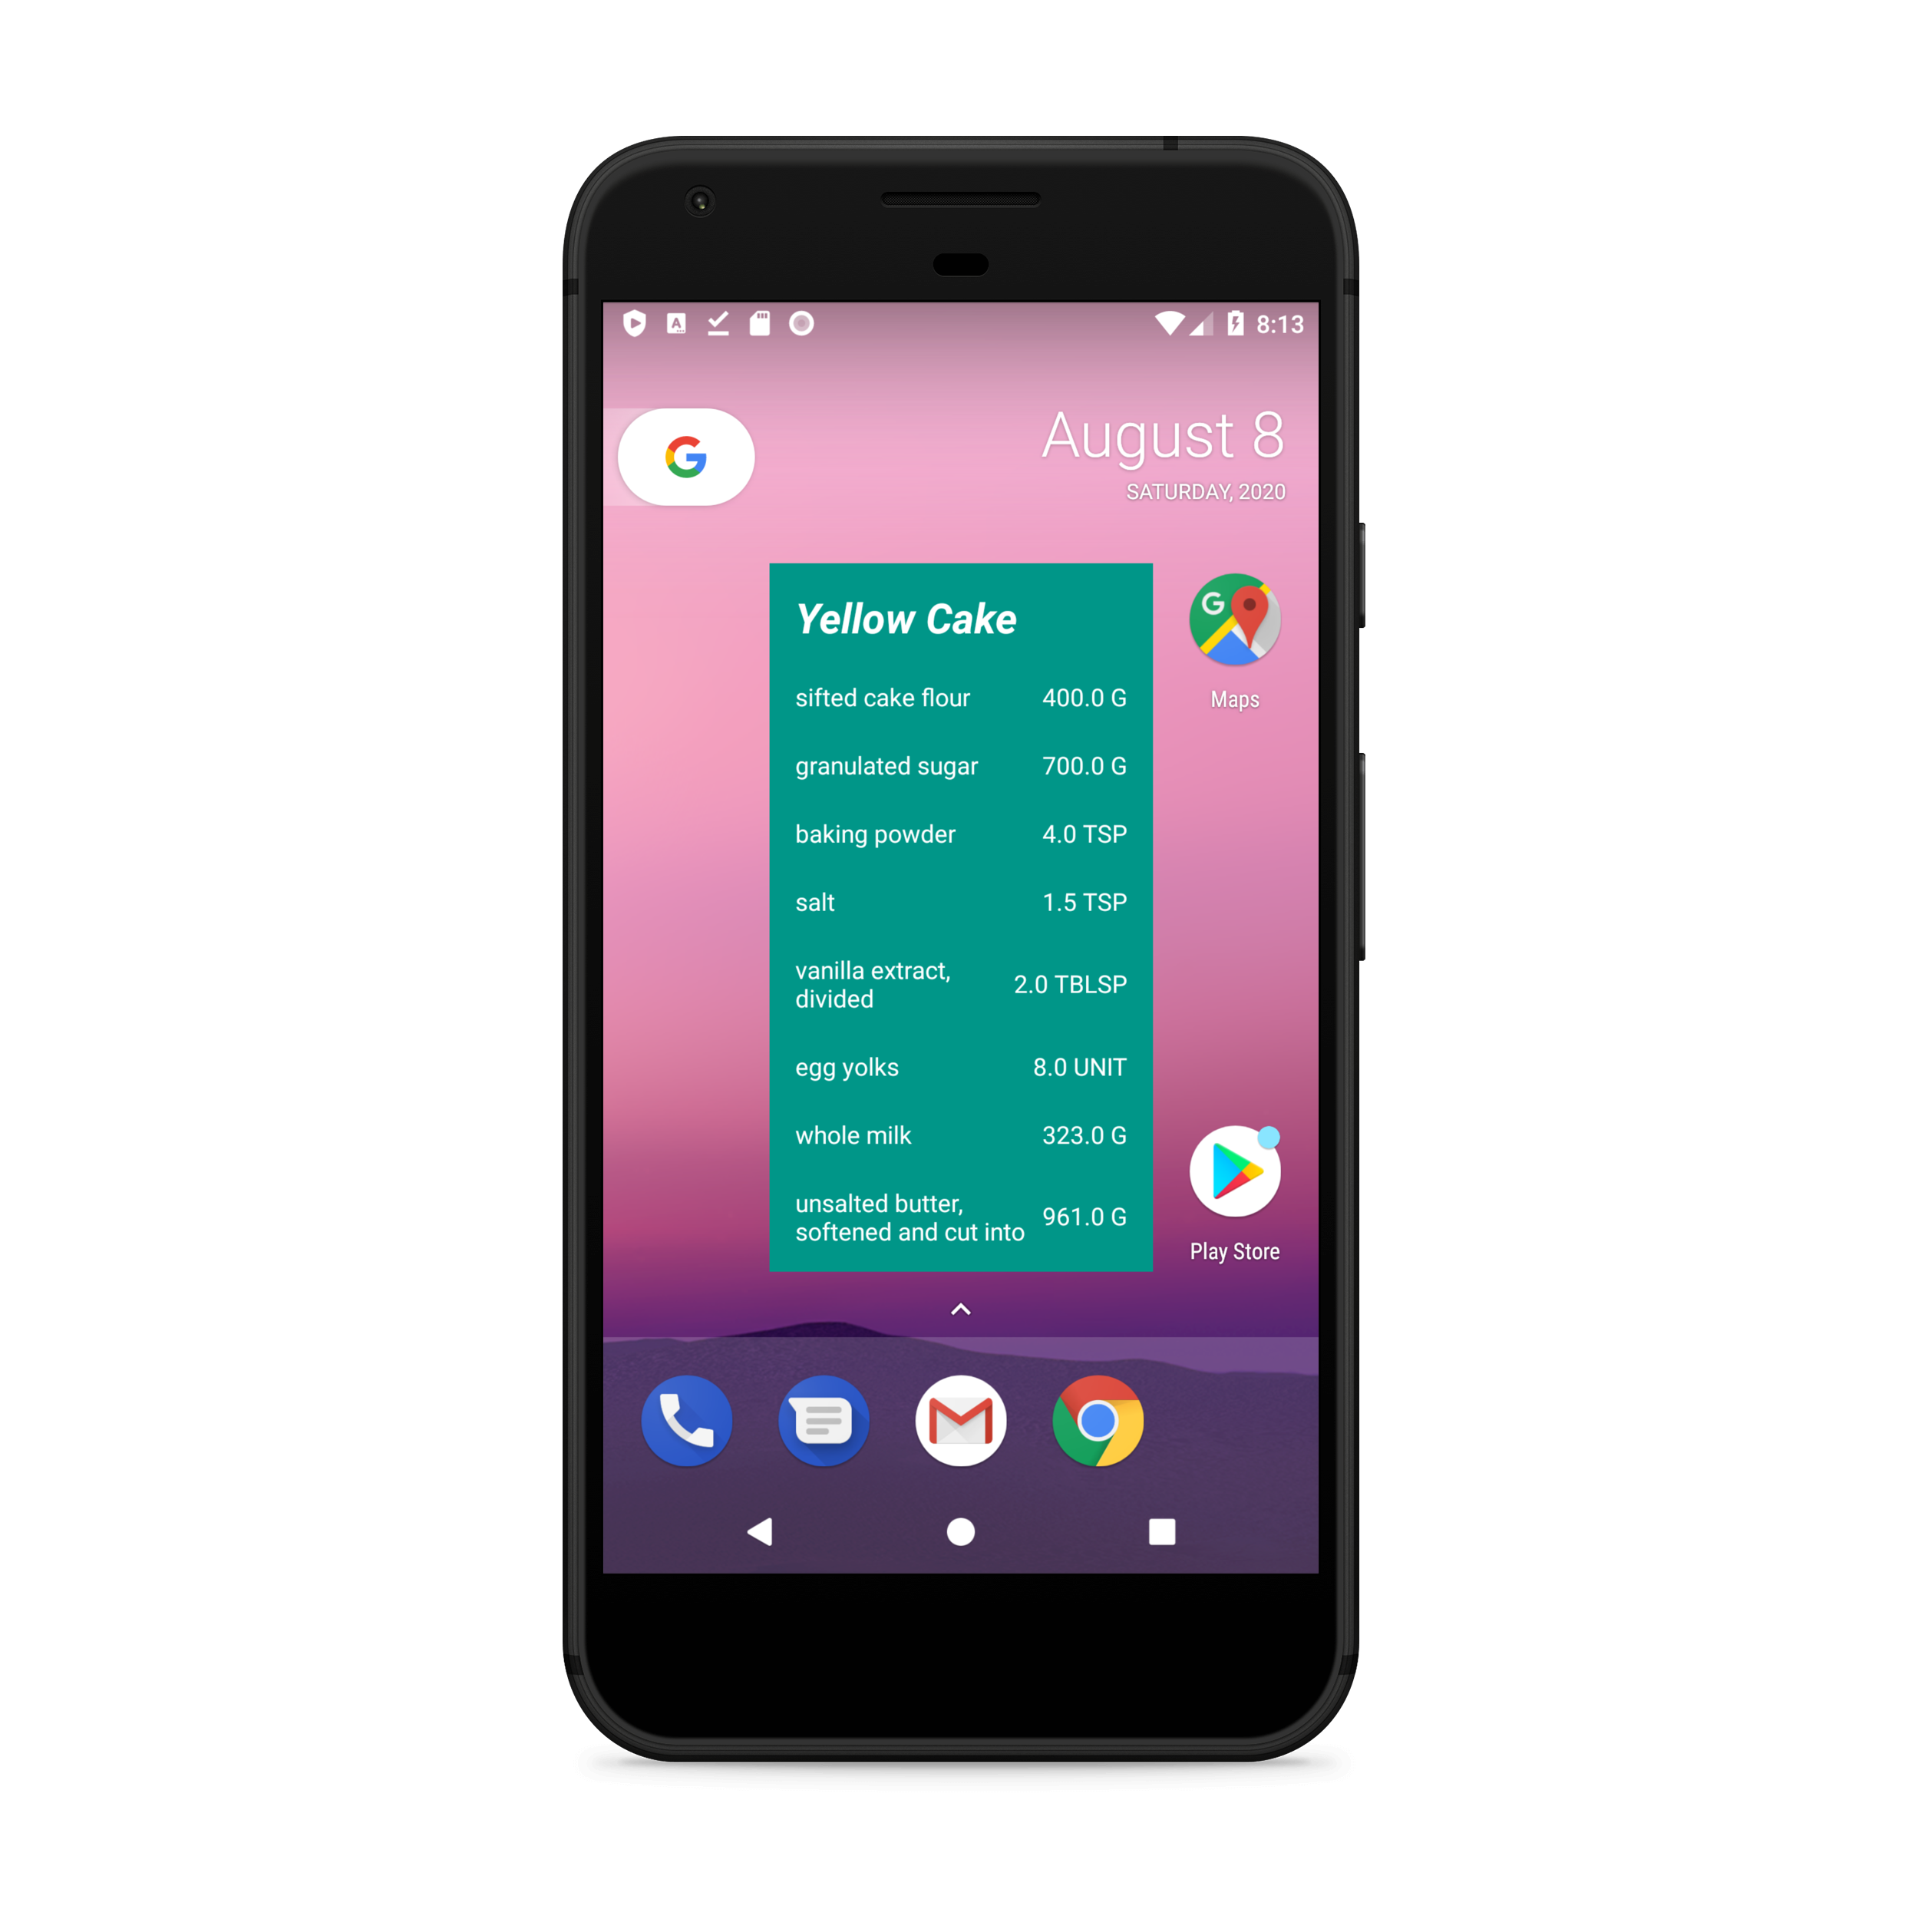 8:13
August 8
SATURDAY, 2020
Yellow Cake
sifted cake flour 400.0 G
granulated sugar 700.0 G
baking powder 4.0 TSP
salt 1.5 TSP
vanilla extract,
divided
2.0 TBLSP
egg yolks 8.0 UNIT
whole milk 323.0 G
unsalted butter,
softened and cut into
961.0 G
Maps
Play Store